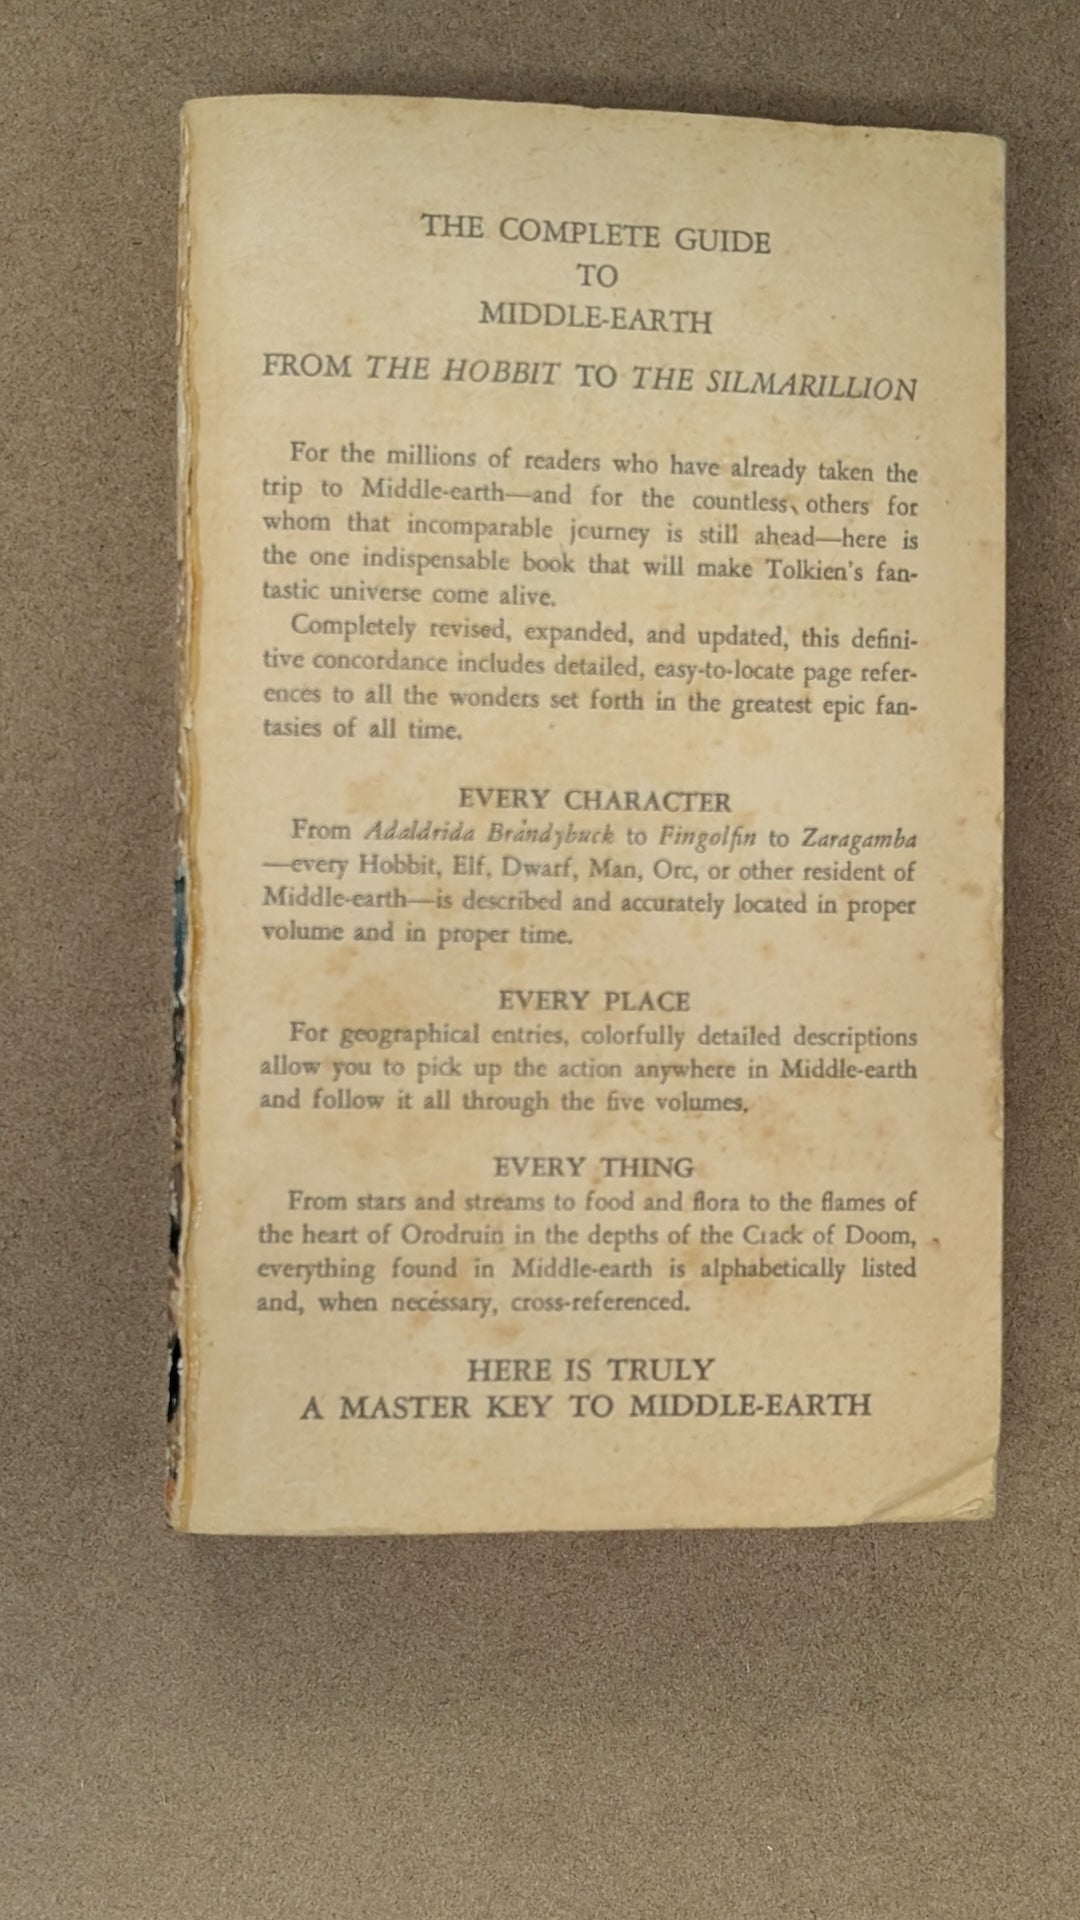 THE COMPLETE GUIDE
TO
MIDDLE-EARTH
FROM THE HOBBIT TO THE SILMARILLION
For the millions of readers who have already taken the
trip to Middle-earth—and for the countless others for
whom that incomparable journey is still ahead—here is
the one indispensable book that will make Tolkien's fan-
tastic universe come alive.
Completely revised, expanded, and updated, this defini-
tive concordance includes detailed, easy-to-locate page refer-
ences to all the wonders set forth in the greatest epic fan-
tasies of all time.
EVERY CHARACTER
From Adaldrida Brandybuck to Fingolfin to Zaragamba
—every Hobbit, Elf, Dwarf, Man, Orc, or other resident of
Middle-earth—is described and accurately located in proper
volume and in proper time.
EVERY PLACE
For geographical entries, colorfully detailed descriptions
allow you to pick up the action anywhere in Middle-earth
and follow it all through the five volumes.
EVERY THING
From stars and streams to food and flora to the flames of
the heart of Orodruin in the depths of the Crack of Doom,
everything found in Middle-earth is alphabetically listed
and, when necessary, cross-referenced.
HERE IS TRULY
A MASTER KEY TO MIDDLE-EARTH